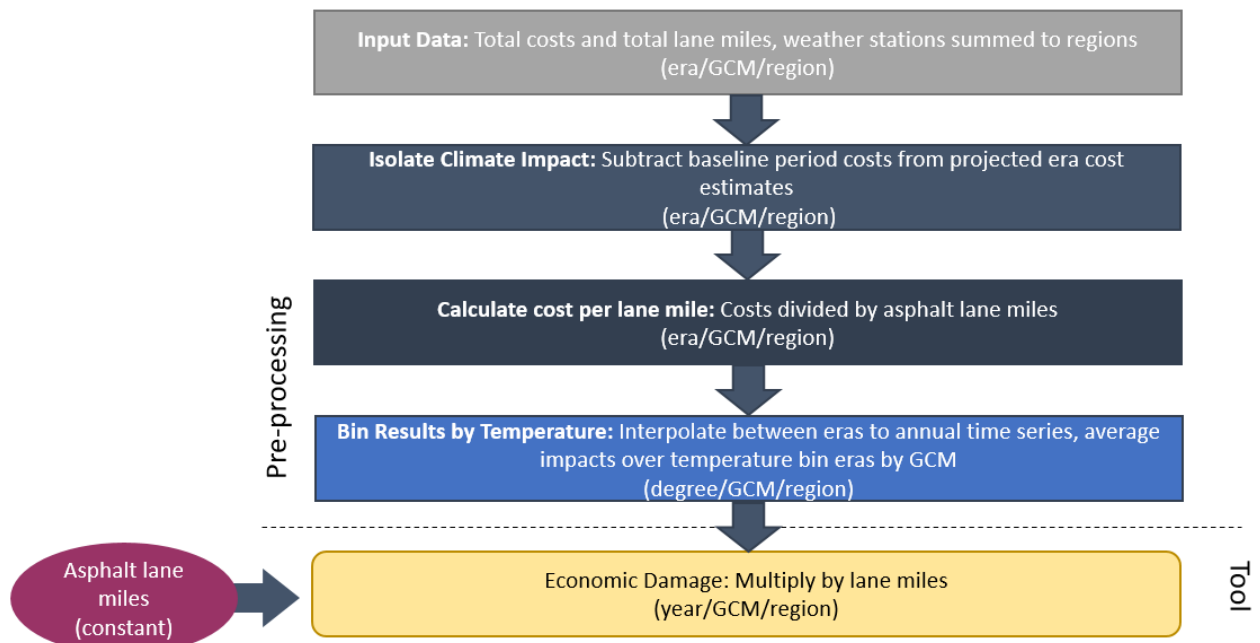 Input Data: Total costs and total lane miles, weather stations summed to regions
(era/GCM/region)
Isolate Climate Impact: Subtract baseline period costs from projected era cost
estimates
(era/GCM/region)
Calculate cost per lane mile: Costs divided by asphalt lane miles
(era/GCM/region)
Pre-processing
Bin Results by Temperature: Interpolate between eras to annual time series, average
impacts over temperature bin eras by GCM
(degree/GCM/region)
Asphalt lane
miles
(constant)
Economic Damage: Multiply by lane miles
(year/GCM/region)
Tool